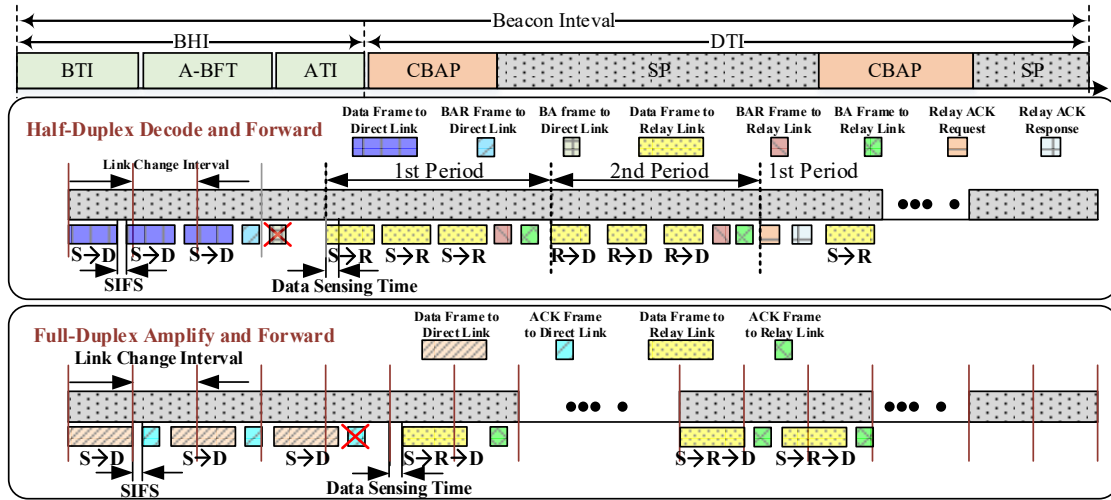 Beacon Inteval
BHI
DTI
BTI
A-BFT
ATI
CBAP
SP
CBAP
SP
Half-Duplex Decode and Forward
Data Frame to
Direct Link
BAR Frame to
Direct Link
BA frame to
Direct Link
Data Frame to
Relay Link
BAR Frame to
Relay Link
BA Frame to
Relay Link
Relay ACK
Request
Relay ACK
Response
Link Change Interval
1st Period
2nd Period
1st Period
S→D
S→D
S→D
S→R
S→R
S→R
R→D
R→D
R→D
S→R
SIFS
Data Sensing Time
Full-Duplex Amplify and Forward
Data Frame to
Direct Link
ACK Frame
to Direct Link
Data Frame to
Relay Link
ACK Frame
to Relay Link
Link Change Interval
S→D
S→D
S→D
S→R→D
S→R→D
S→R→D
SIFS
Data Sensing Time